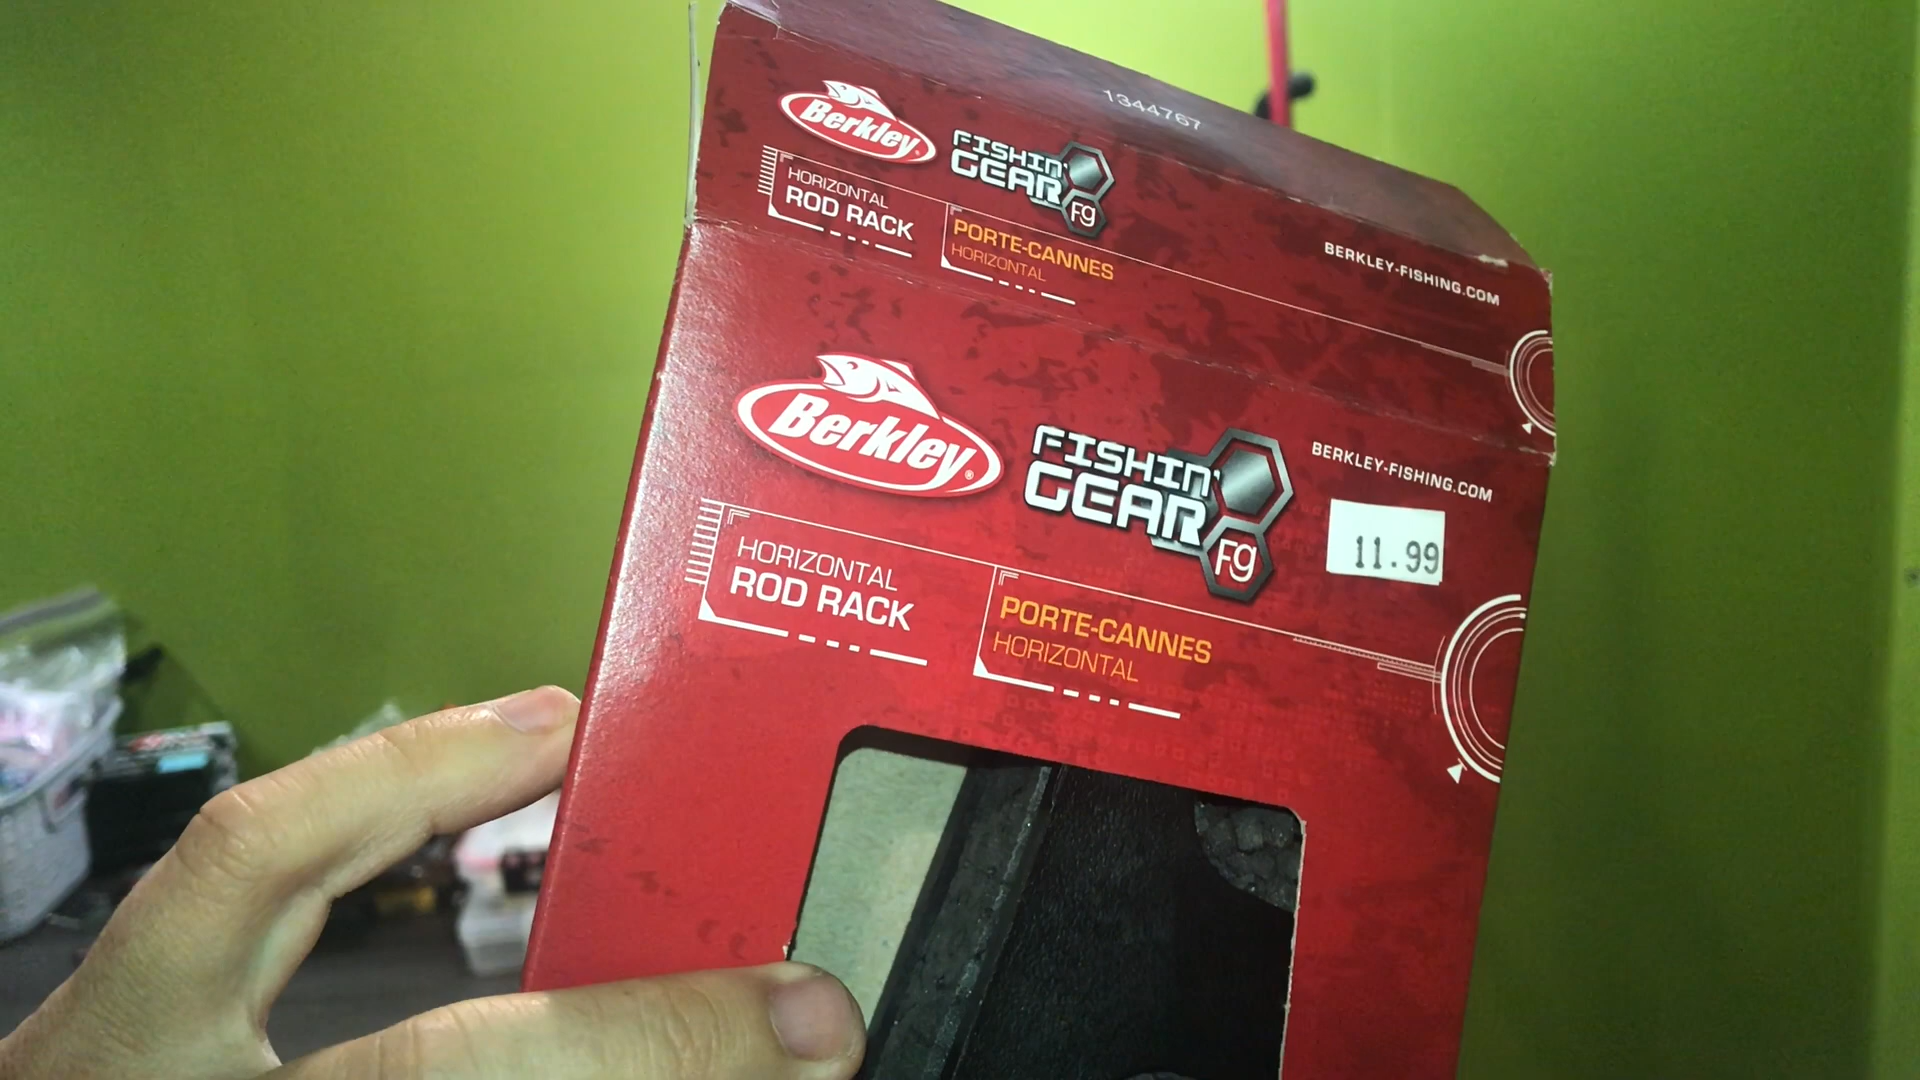 1344767
Berkley
FISHIN'
GEAR
Fg
HORIZONTAL
ROD RACK
PORTE-CANNES
HORIZONTAL
BERKLEY-FISHING.COM
Berkley®
FISHIN'
GEAR
Fg
BERKLEY-FISHING.COM
11.99
HORIZONTAL
ROD RACK
PORTE-CANNES
HORIZONTAL